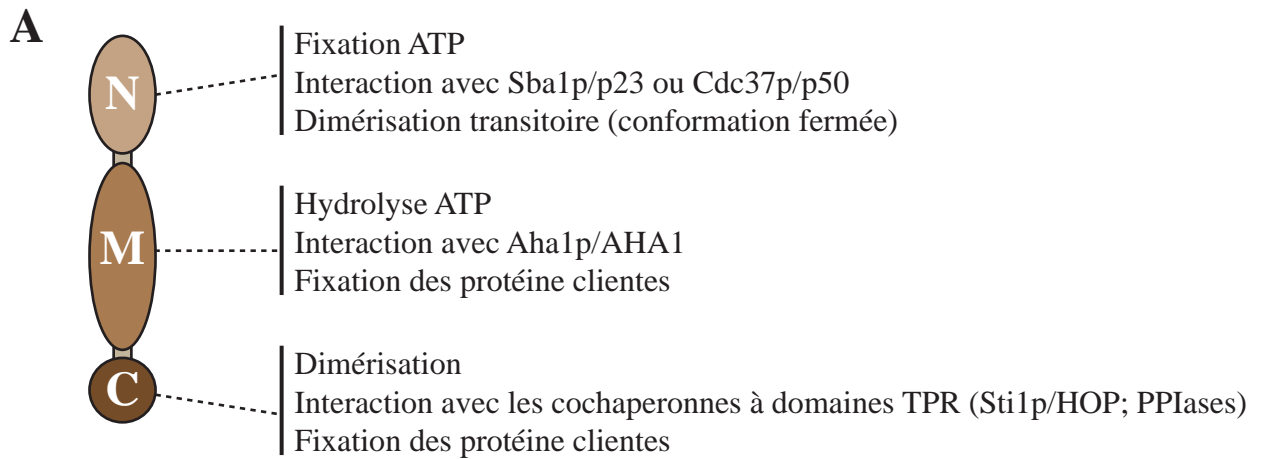 A
N
Fixation ATP
Interaction avec Sba1p/p23 ou Cdc37p/p50
Dimérisation transitoire (conformation fermée)
M
Hydrolyse ATP
Interaction avec Aha1p/AHA1
Fixation des protéine clientes
C
Dimérisation
Interaction avec les cochaperonnes à domaines TPR (Sti1p/HOP; PPIases)
Fixation des protéine clientes